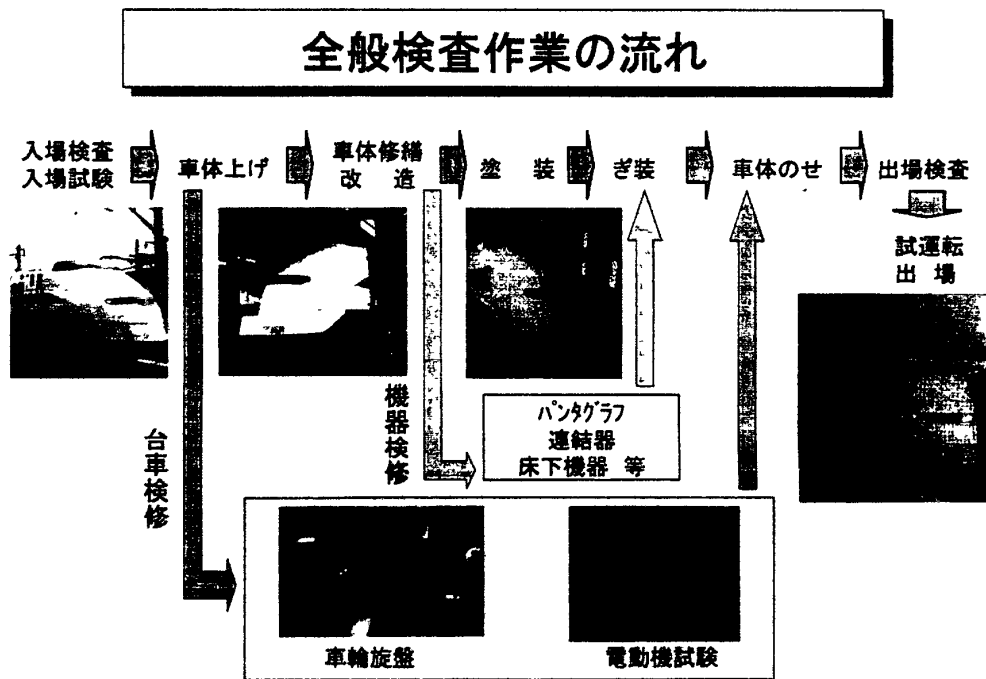 全般検査作業の流れ
入場検査
入場試験
車体上げ
車体修繕
改　造
塗　装
ぎ装
車体のせ
出場検査
試運転
出　場
台車検修
機器検修
パンタグラフ
連結器
床下機器　等
車輪旋盤
電動機試験